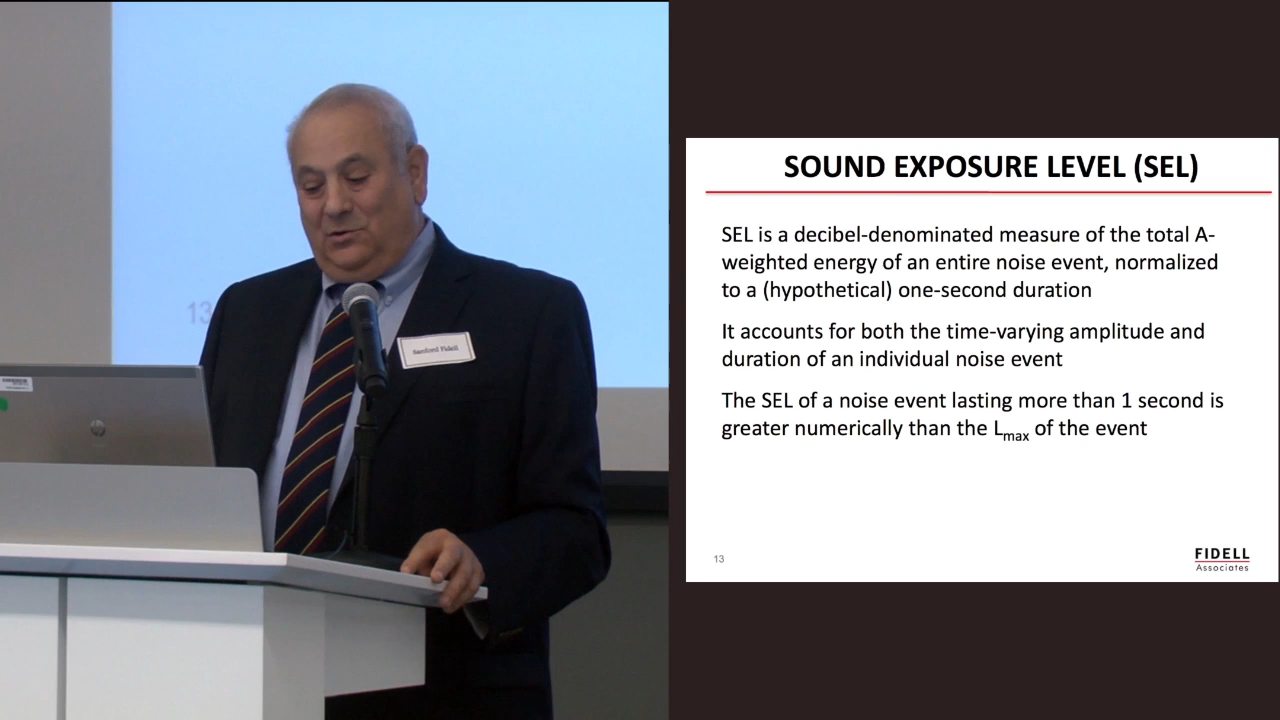 13
Sanford Fidell
SOUND EXPOSURE LEVEL (SEL)
SEL is a decibel-denominated measure of the total A-
weighted energy of an entire noise event, normalized
to a (hypothetical) one-second duration
It accounts for both the time-varying amplitude and
duration of an individual noise event
The SEL of a noise event lasting more than 1 second is
greater numerically than the Lmax of the event
13
FIDELL
Associates